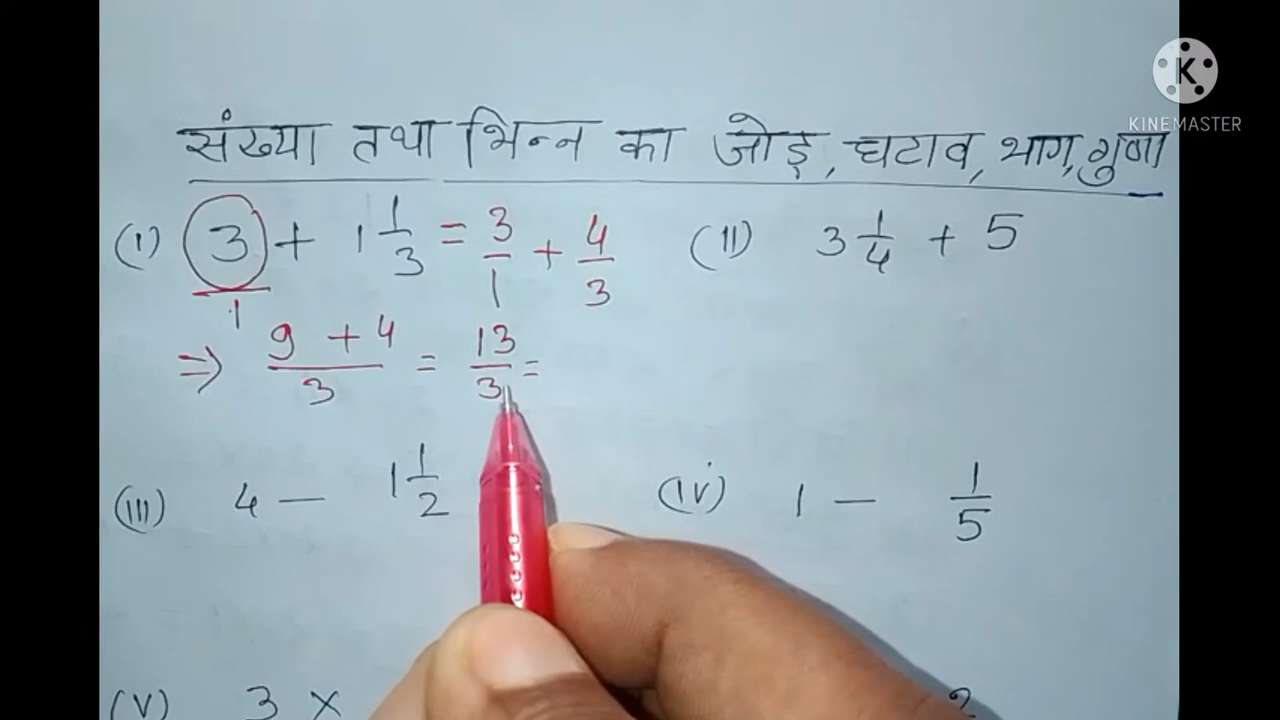 KINEMASTER
संख्या तथा भिन्न का जोड़, घटाव, भाग, गुणा
(I) 3/1 + 1 1/3 = 3/1 + 4/3
(II) 3 1/4 + 5
⇒ 9 + 4/3 = 13/3 =
(III) 4 — 1 1/2
(IV) 1 — 1/5
(V) 3 ×